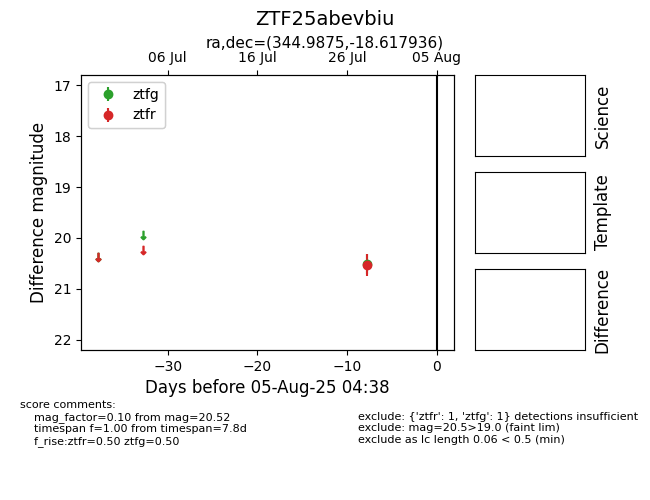 ZTF25abevbiu
ra,dec=(344.9875,-18.617936)
06 Jul 16 Jul 26 Jul 05 Aug
ztfg
ztfr
17
18
19
20
21
22
Difference magnitude
−30 −20 −10 0
Days before 05-Aug-25 04:38
Science
Template
Difference
score comments:
mag_factor=0.10 from mag=20.52
timespan f=1.00 from timespan=7.8d
f_rise:ztfr=0.50 ztfg=0.50
exclude: {'ztfr': 1, 'ztfg': 1} detections insufficient
exclude: mag=20.5>19.0 (faint lim)
exclude as lc length 0.06 < 0.5 (min)